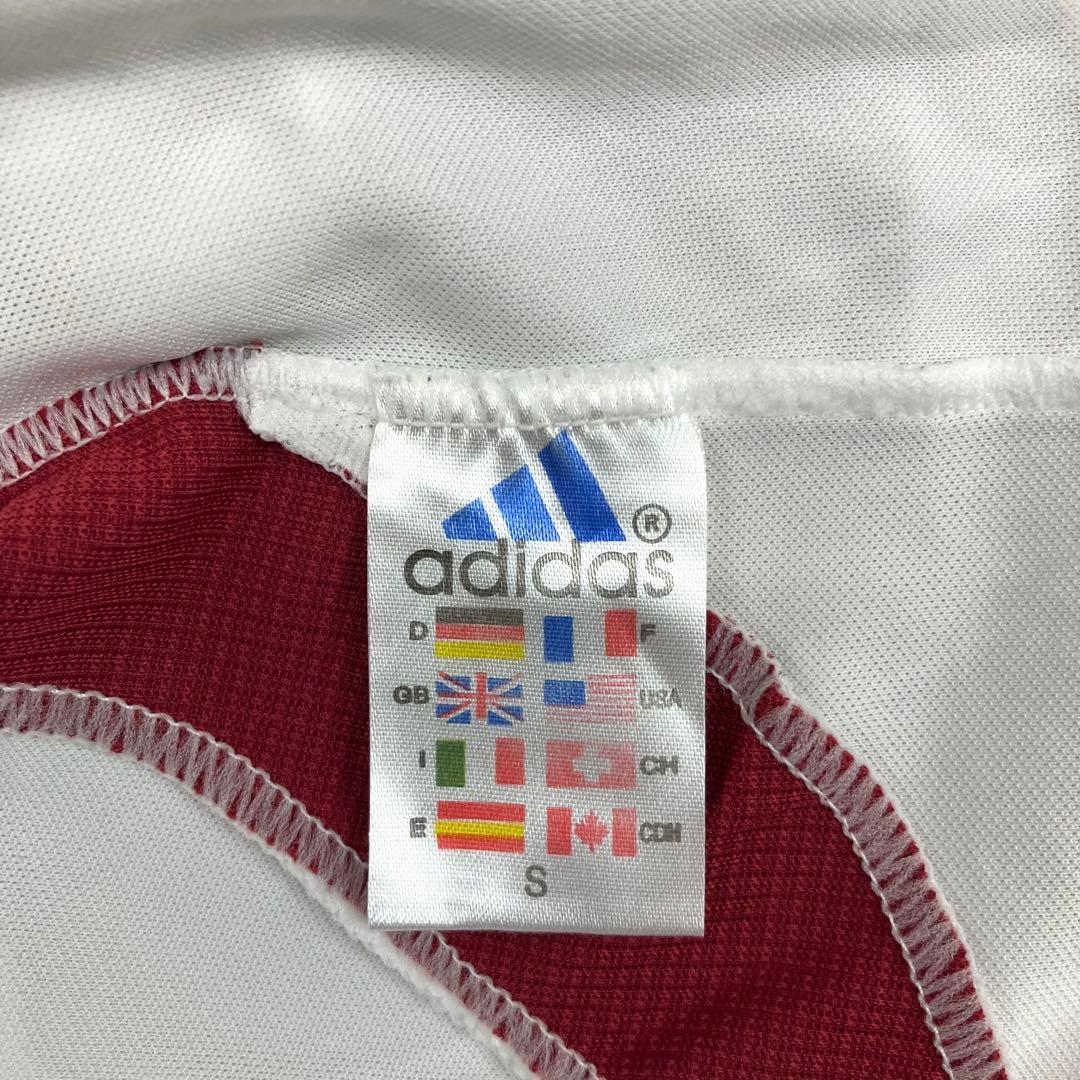 adidas®
D F
GB USA
I CH
E CDN
S